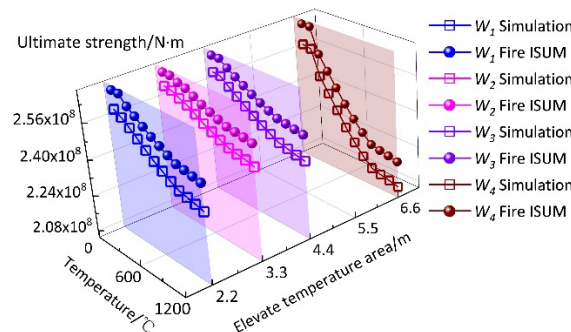 Ultimate strength/N·m
2.56x10⁸
2.40x10⁸
2.24x10⁸
2.08x10⁸
0
600
1200
Temperature/℃
2.2
3.3
4.4
5.5
6.6
Elevate temperature area/m
W₁ Simulation
W₁ Fire ISUM
W₂ Simulation
W₂ Fire ISUM
W₃ Simulation
W₃ Fire ISUM
W₄ Simulation
W₄ Fire ISUM